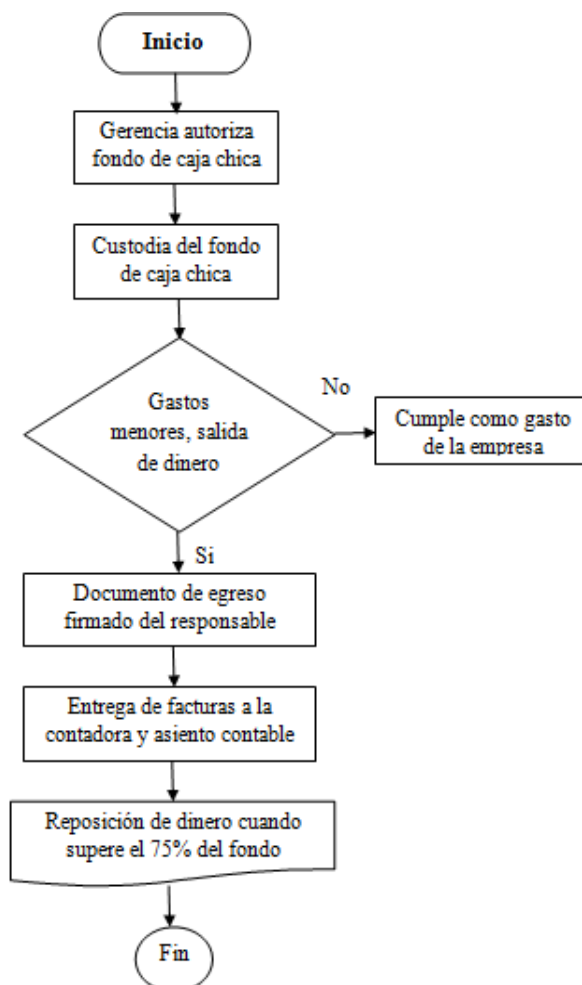 Inicio
Gerencia autoriza
fondo de caja chica
Custodia del fondo
de caja chica
Gastos
menores, salida
de dinero
No
Cumple como gasto
de la empresa
Si
Documento de egreso
firmado del responsable
Entrega de facturas a la
contadora y asiento contable
Reposición de dinero cuando
supere el 75% del fondo
Fin